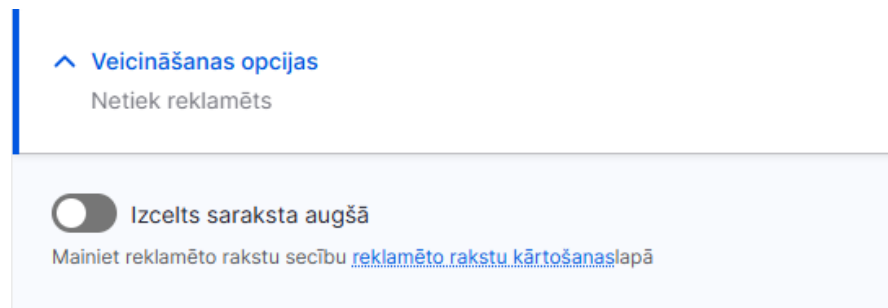 Veicināšanas opcijas
Netiek reklamēts
Izcelts saraksta augšā
Mainiet reklamēto rakstu secību reklamēto rakstu kārtošanaslapā